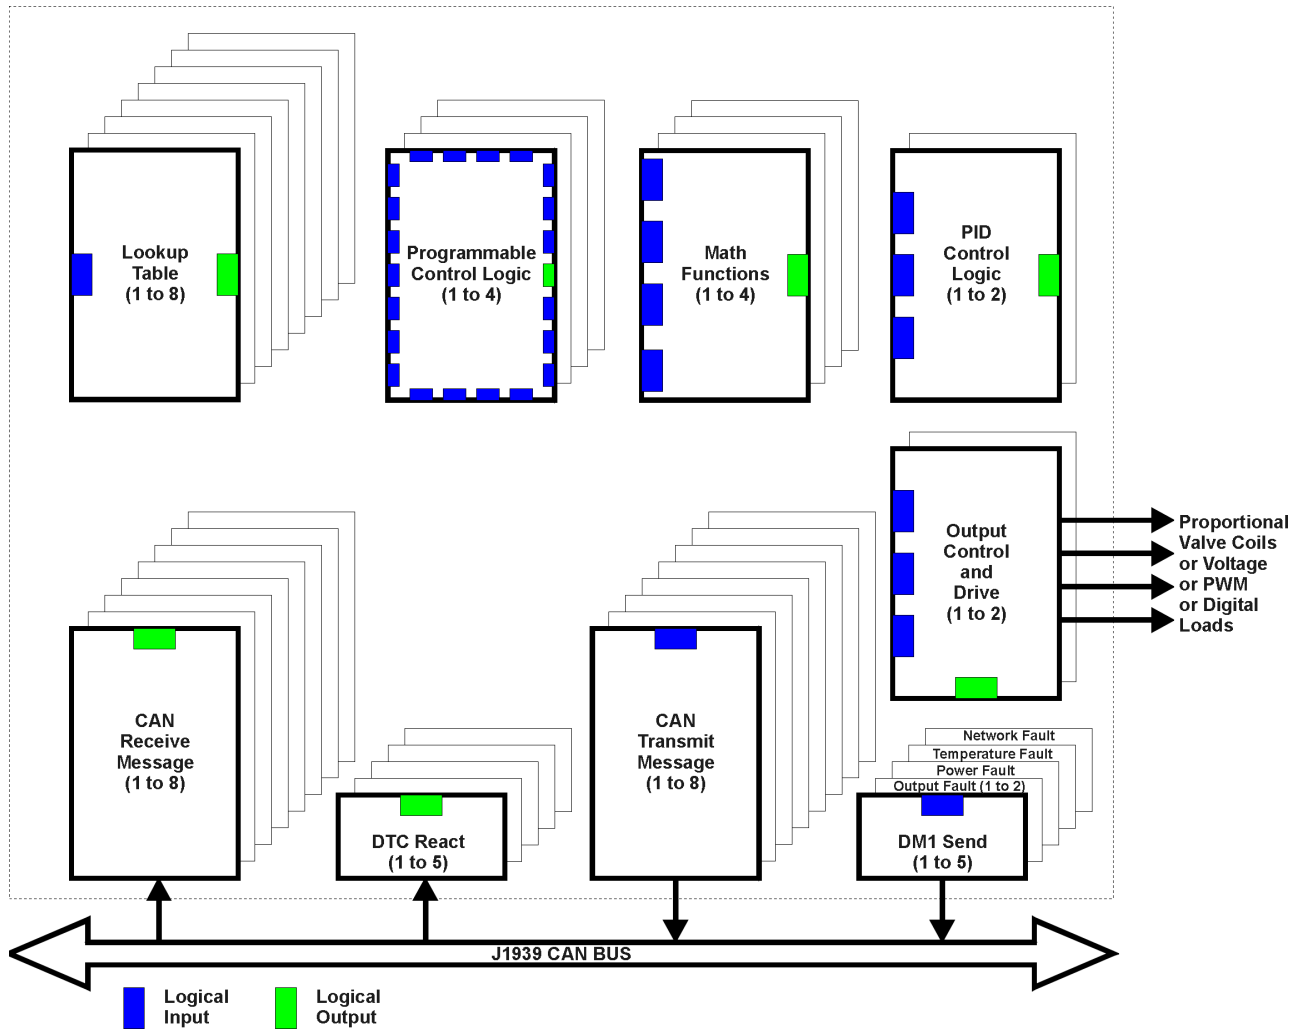 Lookup
Table
(1 to 8)
Programmable
Control Logic
(1 to 4)
Math
Functions
(1 to 4)
PID
Control
Logic
(1 to 2)
Output
Control
and
Drive
(1 to 2)
Proportional
Valve Coils
or Voltage
or PWM
or Digital
Loads
CAN
Receive
Message
(1 to 8)
DTC React
(1 to 5)
CAN
Transmit
Message
(1 to 8)
Network Fault
Temperature Fault
Power Fault
Output Fault (1 to 2)
DM1 Send
(1 to 5)
J1939 CAN BUS
Logical
Input
Logical
Output